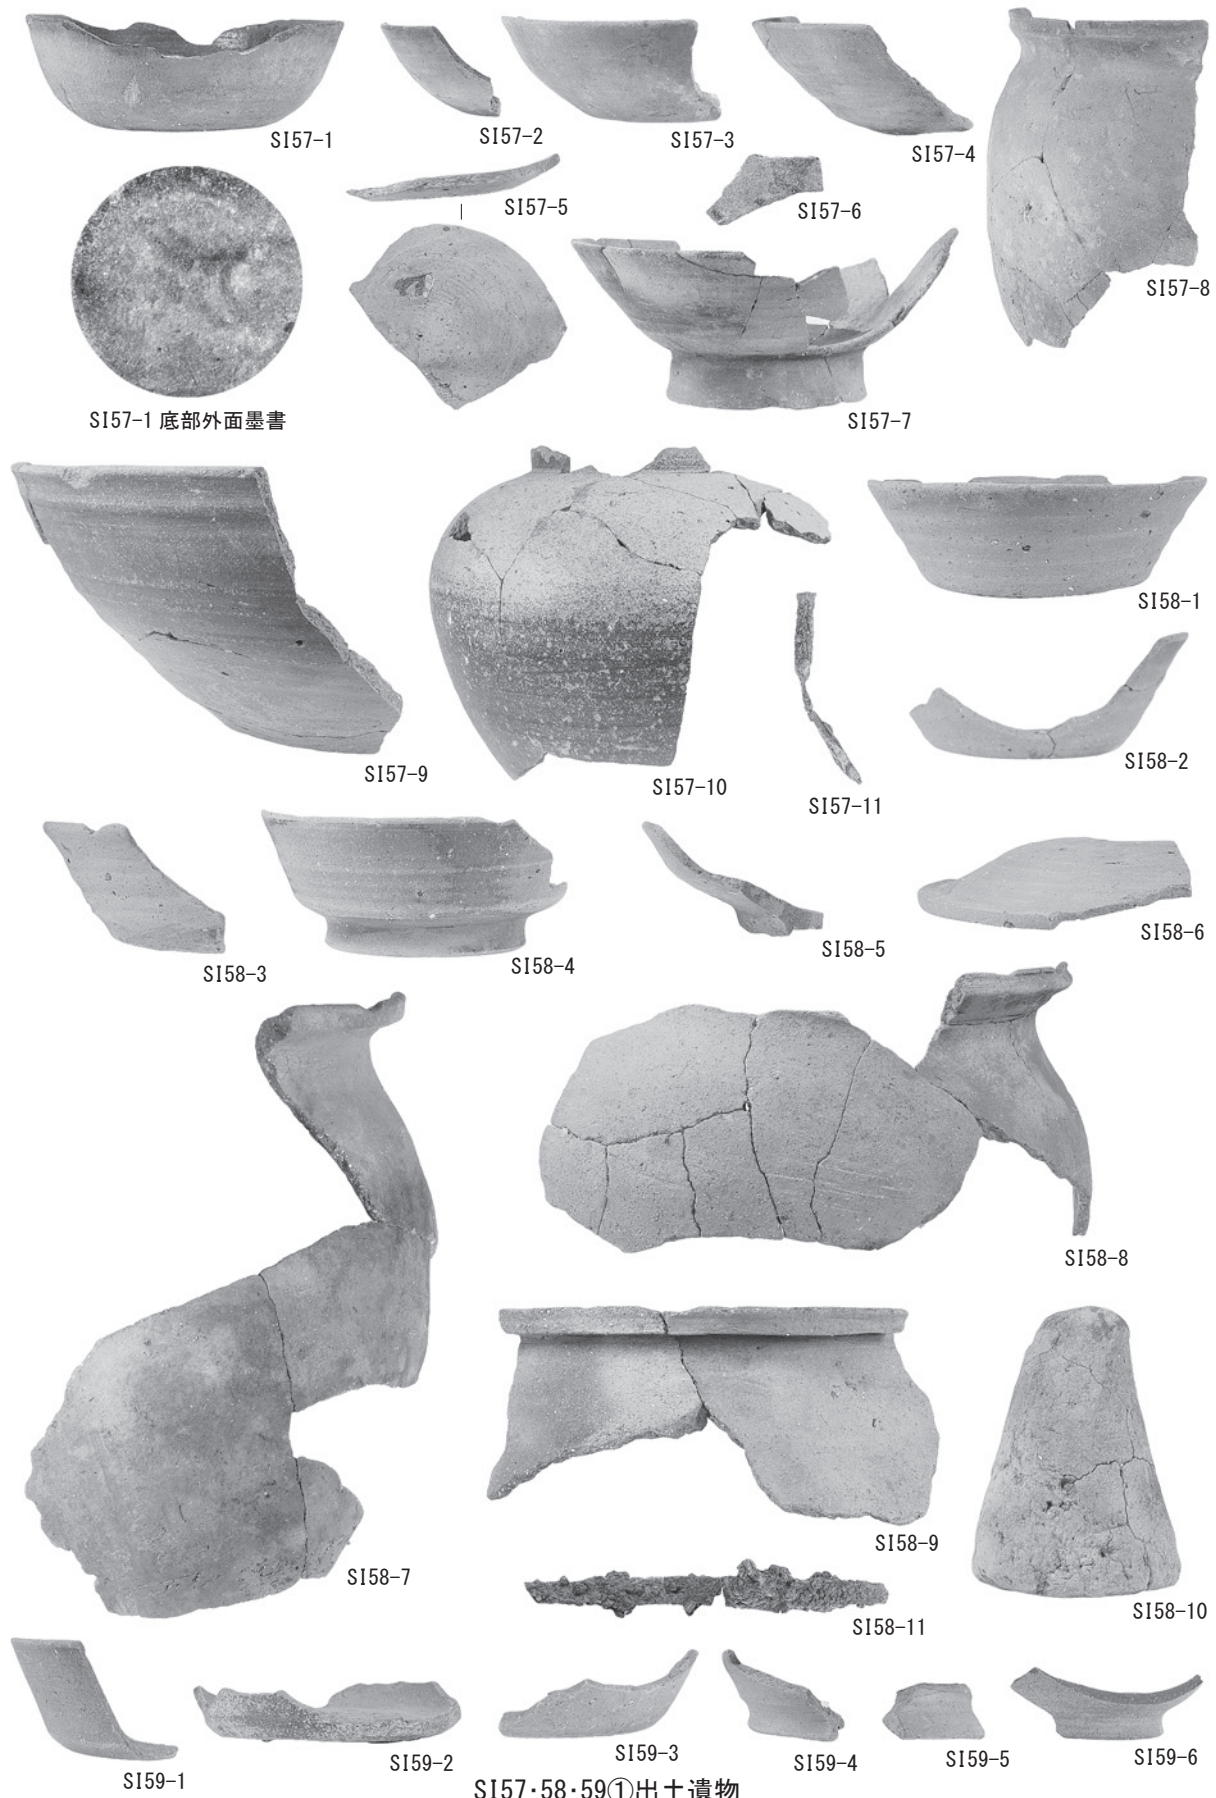 SI57-1
SI57-2
SI57-3
SI57-4
SI57-5
SI57-6
SI57-8
SI57-1 底部外面墨書
SI57-7
SI57-9
SI57-10
SI57-11
SI58-1
SI58-2
SI58-3
SI58-4
SI58-5
SI58-6
SI58-7
SI58-8
SI58-9
SI58-10
SI58-11
SI59-1
SI59-2
SI59-3
SI59-4
SI59-5
SI59-6
SI57・58・59①出土遺物